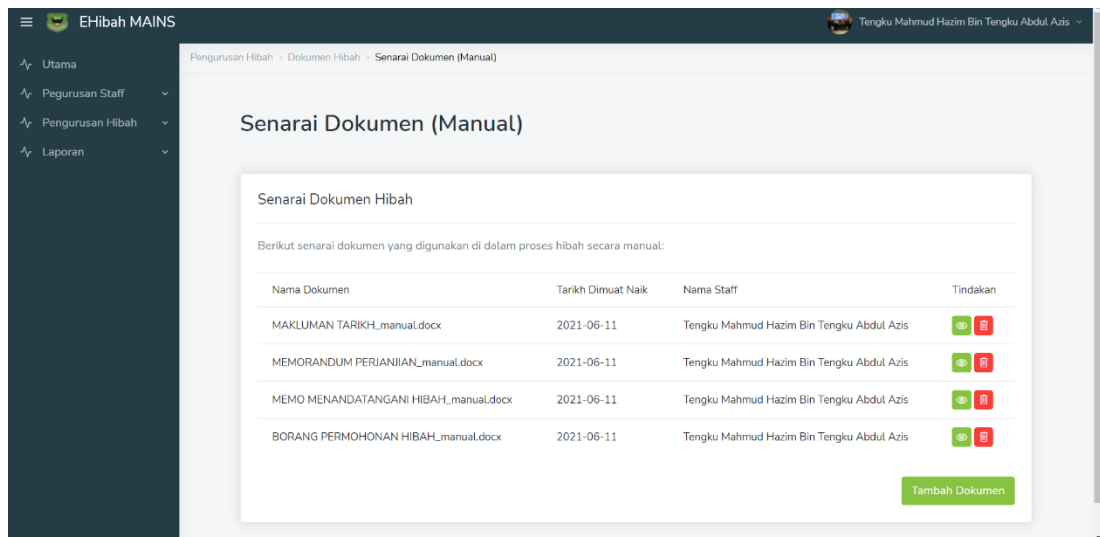 EHibah MAINS
Tengku Mahmud Hazim Bin Tengku Abdul Azis
Utama
Pegurusan Staff
Pengurusan Hibah
Laporan
Pengurusan Hibah > Dokumen Hibah > Senarai Dokumen (Manual)
Senarai Dokumen (Manual)
Senarai Dokumen Hibah
Berikut senarai dokumen yang digunakan di dalam proses hibah secara manual:
Nama Dokumen Tarikh Dimuat Naik Nama Staff Tindakan
MAKLUMAN TARIKH_manual.docx 2021-06-11 Tengku Mahmud Hazim Bin Tengku Abdul Azis
MEMORANDUM PERJANJIAN_manual.docx 2021-06-11 Tengku Mahmud Hazim Bin Tengku Abdul Azis
MEMO MENANDATANGANI HIBAH_manual.docx 2021-06-11 Tengku Mahmud Hazim Bin Tengku Abdul Azis
BORANG PERMOHONAN HIBAH_manual.docx 2021-06-11 Tengku Mahmud Hazim Bin Tengku Abdul Azis
Tambah Dokumen